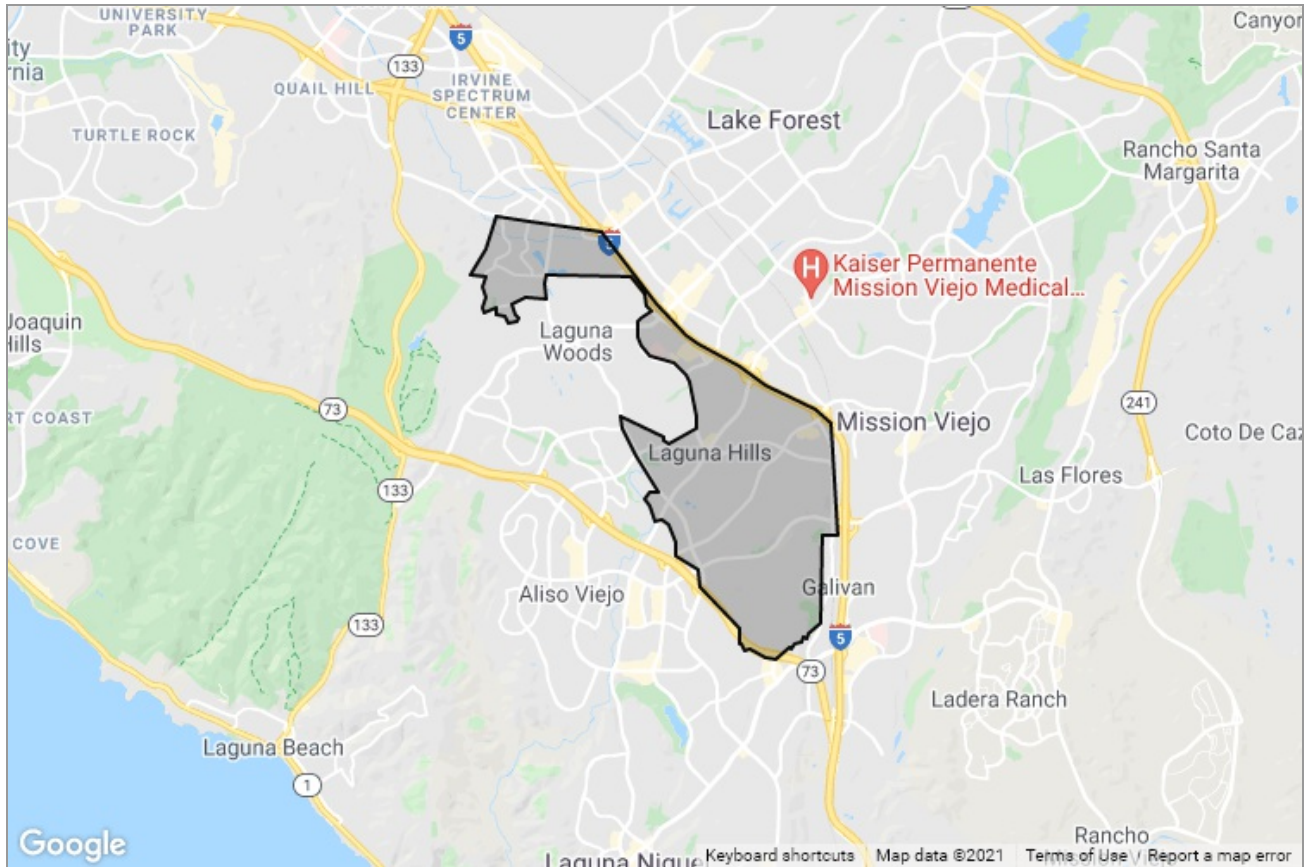 UNIVERSITY
PARK
5
Canyon
ity
rnia
133
QUAIL HILL
IRVINE
SPECTRUM
CENTER
Lake Forest
TURTLE ROCK
Rancho Santa
Margarita
5
Kaiser Permanente
Mission Viejo Medical...
H
Joaquin
Hills
Laguna
Woods
73
241
RT COAST
Mission Viejo
Coto De Caz
Laguna Hills
Las Flores
133
COVE
Aliso Viejo
Galivan
133
5
73
Ladera Ranch
Laguna Beach
1
Rancho
Google
Laguna Niguel
Keyboard shortcuts
Map data ©2021
Terms of Use
Report a map error